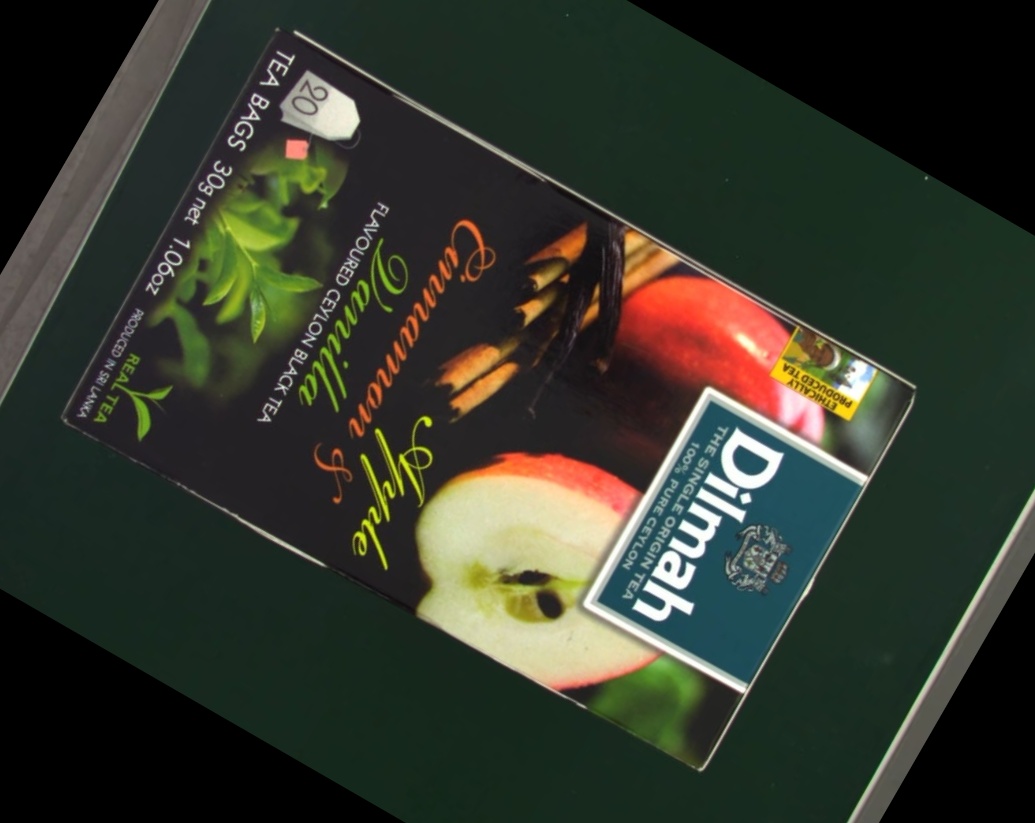 ETHICALLY
PRODUCED TEA
Dilmah
THE SINGLE ORIGIN TEA
100% PURE CEYLON
Cinnamon &
Vanilla Apple
FLAVOURED CEYLON BLACK TEA
20
TEA BAGS 30g net 1.06oz
REAL TEA
PRODUCED IN SRI LANKA